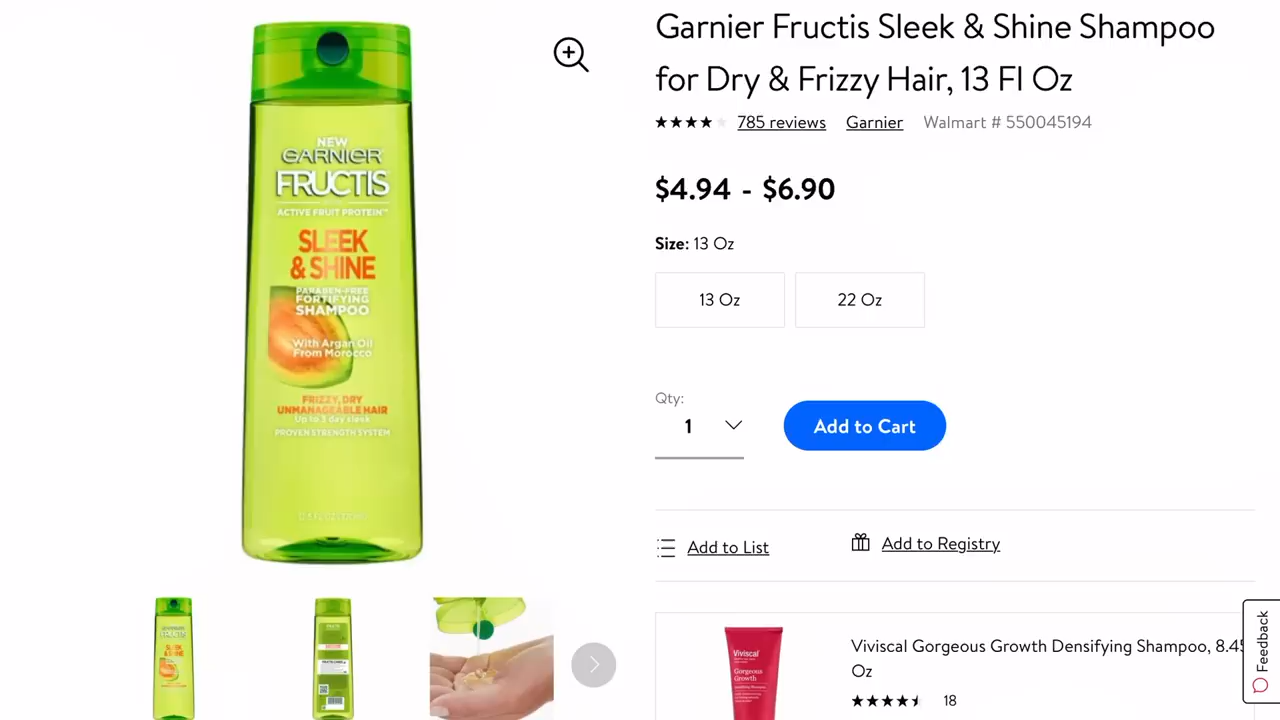 NEW
GARNIER
FRUCTIS
ACTIVE FRUIT PROTEIN™
SLEEK
& SHINE
PARABEN-FREE
FORTIFYING
SHAMPOO
With Argan Oil
From Morocco
FRIZZY, DRY
UNMANAGEABLE HAIR
Up to 3 day sleek
PROVEN STRENGTH SYSTEM
Garnier Fructis Sleek & Shine Shampoo
for Dry & Frizzy Hair, 13 Fl Oz
785 reviews Garnier Walmart # 550045194
$4.94 - $6.90
Size: 13 Oz
13 Oz 22 Oz
Qty:
1 Add to Cart
Add to List Add to Registry
FRUCTIS
SLEEK
& SHINE
Viviscal
Gorgeous
Growth
Viviscal Gorgeous Growth Densifying Shampoo, 8.45
Oz
18
Feedback